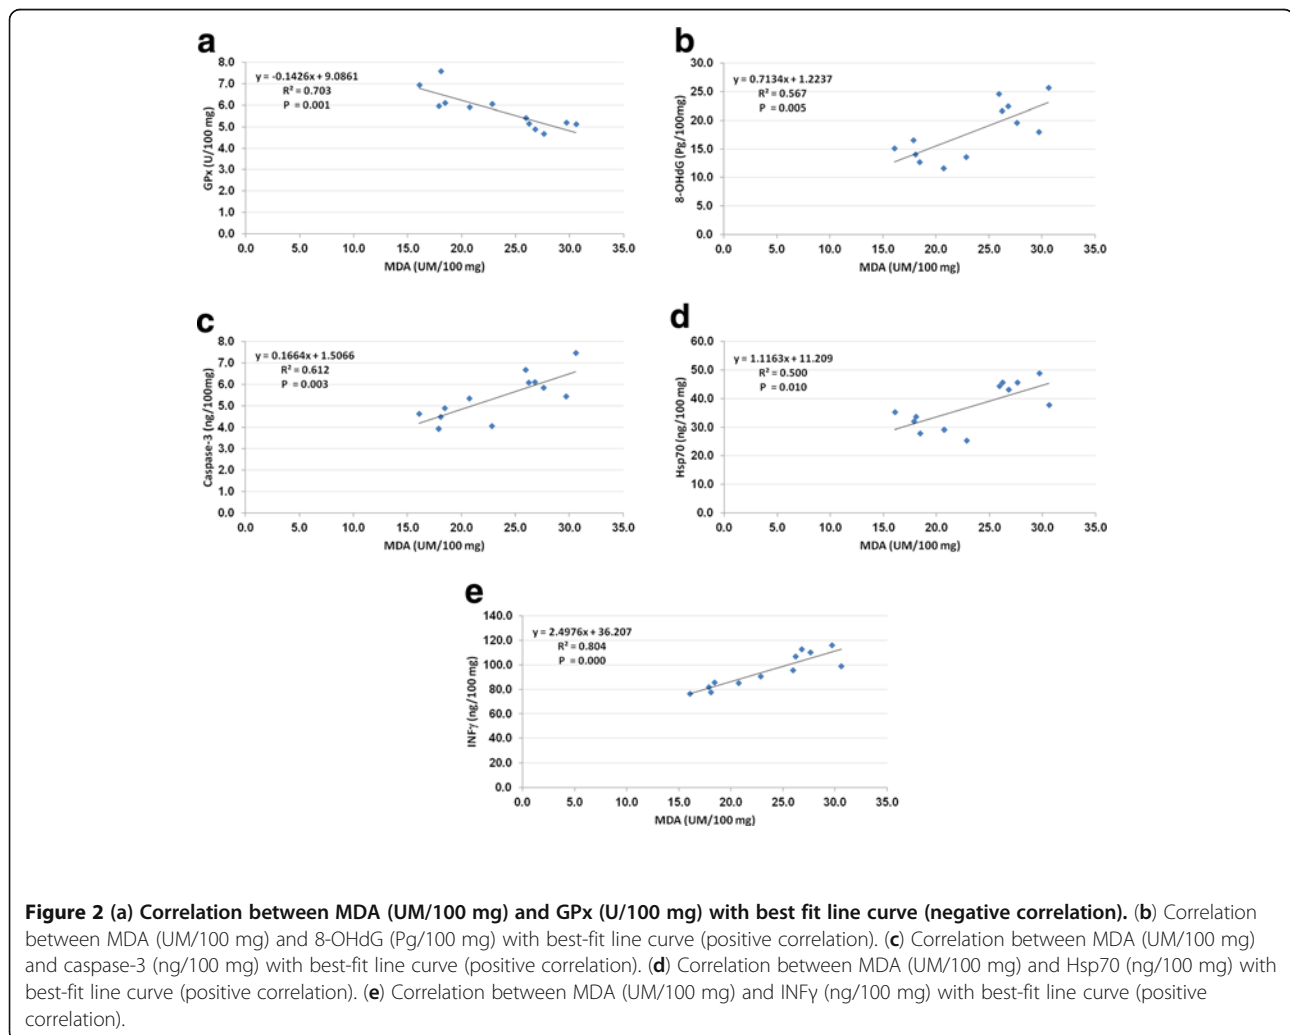 a
8.0
7.0
6.0
5.0
4.0
3.0
2.0
1.0
0.0
GPx (U/100 mg)
y = -0.1426x + 9.0861
R² = 0.703
P = 0.001
0.0 5.0 10.0 15.0 20.0 25.0 30.0 35.0
MDA (UM/100 mg)
b
30.0
25.0
20.0
15.0
10.0
5.0
0.0
8-OHdG (Pg/100mg)
y = 0.7134x + 1.2237
R² = 0.567
P = 0.005
0.0 5.0 10.0 15.0 20.0 25.0 30.0 35.0
MDA (UM/100 mg)
c
8.0
7.0
6.0
5.0
4.0
3.0
2.0
1.0
0.0
Caspase-3 (ng/100mg)
y = 0.1664x + 1.5066
R² = 0.612
P = 0.003
0.0 5.0 10.0 15.0 20.0 25.0 30.0 35.0
MDA (UM/100 mg)
d
60.0
50.0
40.0
30.0
20.0
10.0
0.0
Hsp70 (ng/100 mg)
y = 1.1163x + 11.209
R² = 0.500
P = 0.010
0.0 5.0 10.0 15.0 20.0 25.0 30.0 35.0
MDA (UM/100 mg)
e
140.0
120.0
100.0
80.0
60.0
40.0
20.0
0.0
INFγ (ng/100 mg)
y = 2.4976x + 36.207
R² = 0.804
P = 0.000
0.0 5.0 10.0 15.0 20.0 25.0 30.0 35.0
MDA (UM/100 mg)
Figure 2 (a) Correlation between MDA (UM/100 mg) and GPx (U/100 mg) with best fit line curve (negative correlation). (b) Correlation
between MDA (UM/100 mg) and 8-OHdG (Pg/100 mg) with best-fit line curve (positive correlation). (c) Correlation between MDA (UM/100 mg)
and caspase-3 (ng/100 mg) with best-fit line curve (positive correlation). (d) Correlation between MDA (UM/100 mg) and Hsp70 (ng/100 mg) with
best-fit line curve (positive correlation). (e) Correlation between MDA (UM/100 mg) and INFγ (ng/100 mg) with best-fit line curve (positive
correlation).